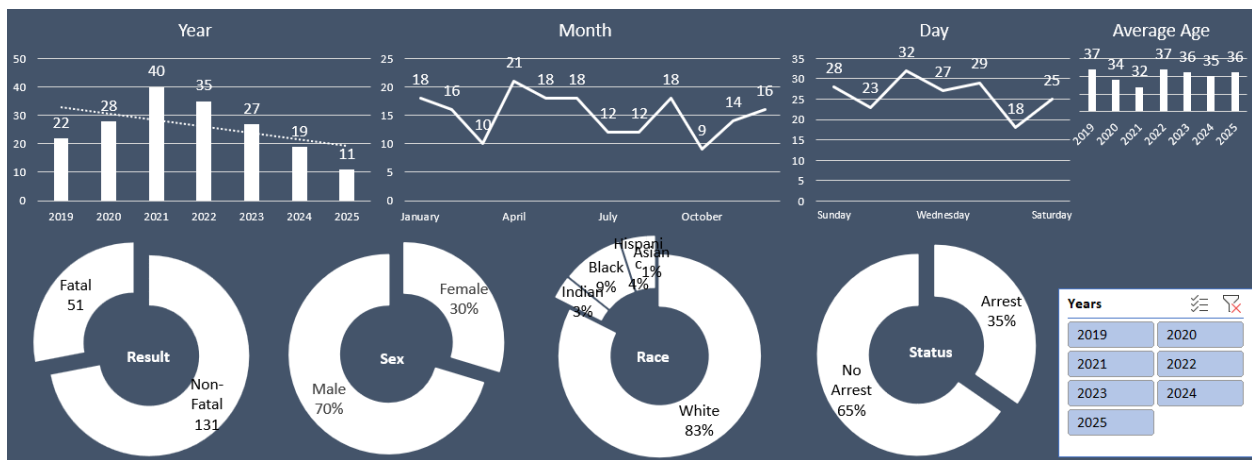 Year
50
40
30
20
10
0
22
28
40
35
27
19
11
2019 2020 2021 2022 2023 2024 2025
Month
25
20
15
10
5
0
18
16
10
21
18
18
12
12
18
9
14
16
January April July October
Day
35
30
25
20
15
10
5
0
28
23
32
27
29
18
25
Sunday Wednesday Saturday
Average Age
37
34
32
37
36
35
36
2019
2020
2021
2022
2023
2024
2025
Fatal
51
Result
Non-
Fatal
131
Female
30%
Sex
Male
70%
Hispani
c
4%
Asian
1%
Black
9%
Indian
3%
Race
White
83%
Arrest
35%
Status
No
Arrest
65%
Years
2019 2020
2021 2022
2023 2024
2025